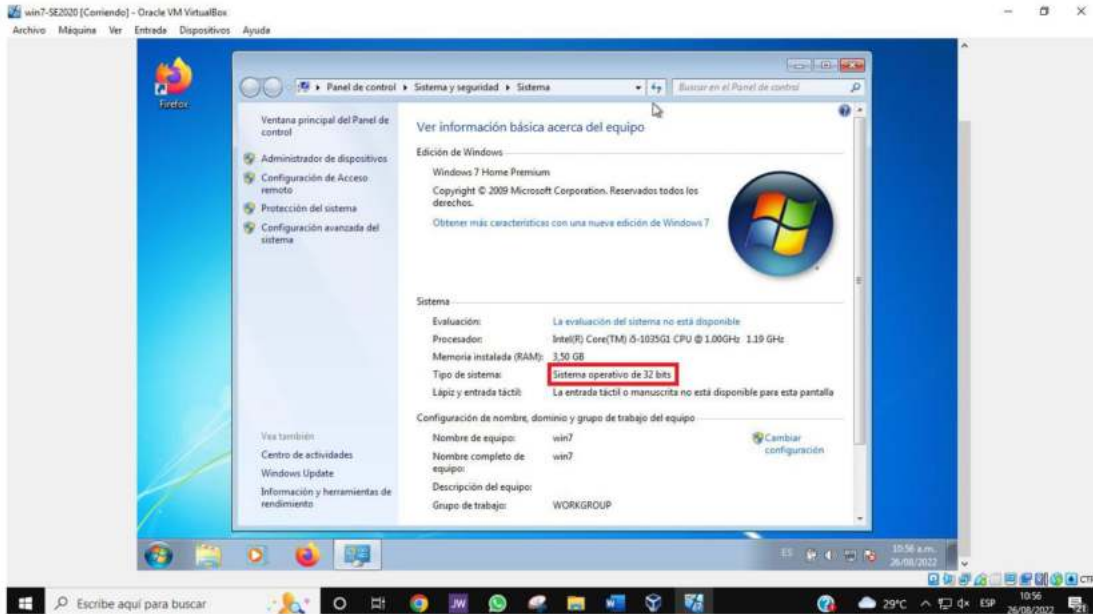 win7-SE2020 [Corriendo] - Oracle VM VirtualBox
Archivo Máquina Ver Entrada Dispositivos Ayuda
Firefox
Panel de control ▸ Sistema y seguridad ▸ Sistema
Buscar en el Panel de control
Ventana principal del Panel de
control
Administrador de dispositivos
Configuración de Acceso
remoto
Protección del sistema
Configuración avanzada del
sistema
Vea también
Centro de actividades
Windows Update
Información y herramientas de
rendimiento
Ver información básica acerca del equipo
Edición de Windows
Windows 7 Home Premium
Copyright © 2009 Microsoft Corporation. Reservados todos los
derechos.
Obtener más características con una nueva edición de Windows 7
Sistema
Evaluación: La evaluación del sistema no está disponible
Procesador: Intel(R) Core(TM) i5-1035G1 CPU @ 1.00GHz 1.19 GHz
Memoria instalada (RAM): 3,50 GB
Tipo de sistema: Sistema operativo de 32 bits
Lápiz y entrada táctil: La entrada táctil o manuscrita no está disponible para esta pantalla
Configuración de nombre, dominio y grupo de trabajo del equipo
Nombre de equipo: win7
Cambiar
configuración
Nombre completo de
equipo: win7
Descripción del equipo:
Grupo de trabajo: WORKGROUP
ES
10:56 a.m.
26/08/2022
CTR
Escribe aquí para buscar
JW
29°C
ESP
10:56
26/08/2022
21